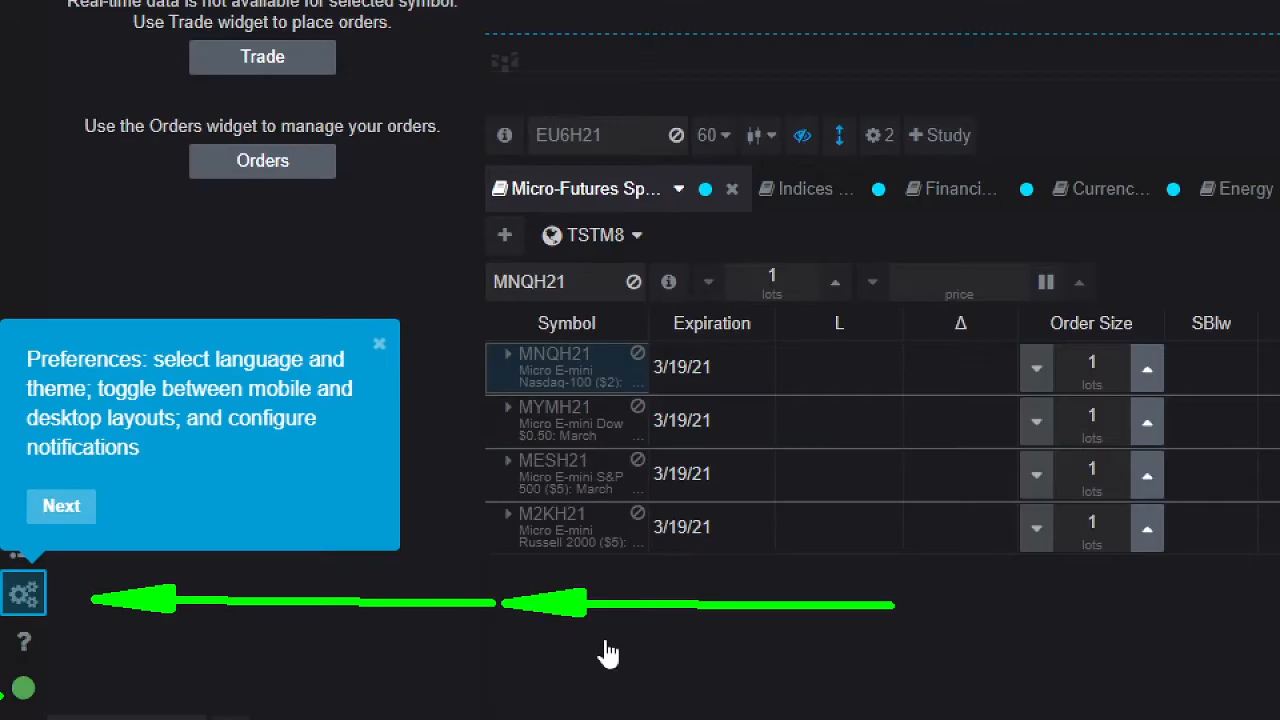 Real-time data is not available for selected symbol.
Use Trade widget to place orders.
Trade
Use the Orders widget to manage your orders.
Orders
EU6H21 60 2 Study
Micro-Futures Sp... Indices ... Financi... Currenc... Energy
TSTM8
MNQH21 1
lots price
Symbol Expiration L Δ Order Size SBlw
MNQH21
Micro E-mini
Nasdaq-100 ($2): ...
3/19/21 1
lots
MYMH21
Micro E-mini Dow
$0.50: March ...
3/19/21 1
lots
MESH21
Micro E-mini S&P
500 ($5): March ...
3/19/21 1
lots
M2KH21
Micro E-mini
Russell 2000 ($5): ...
3/19/21 1
lots
Preferences: select language and
theme; toggle between mobile and
desktop layouts; and configure
notifications
Next
?